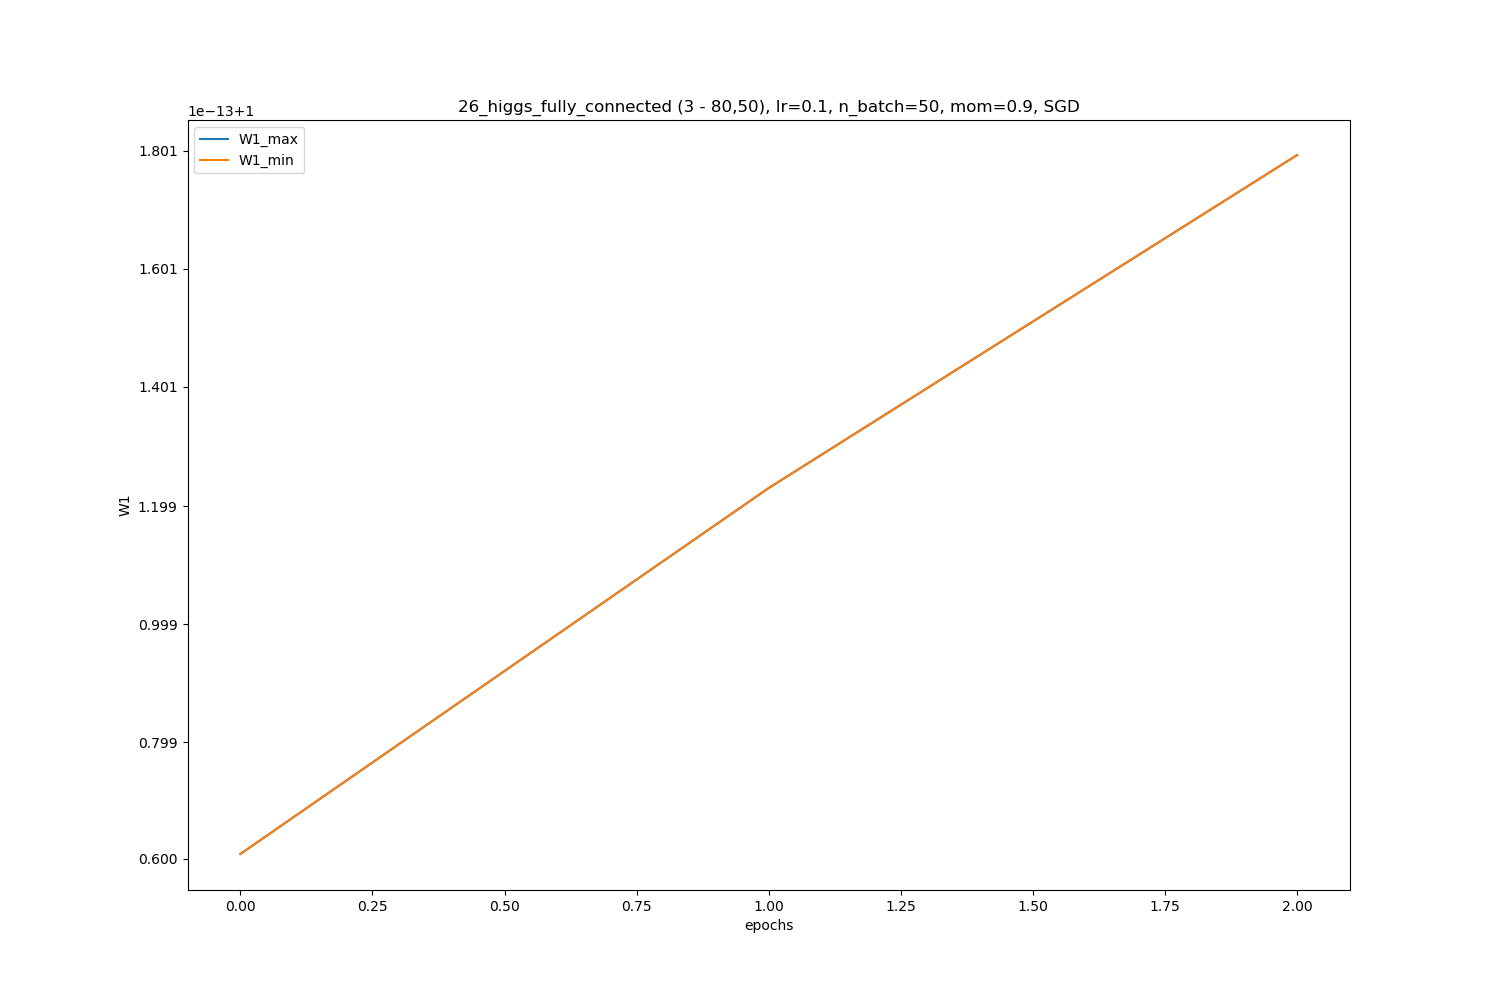 26_higgs_fully_connected (3 - 80,50), lr=0.1, n_batch=50, mom=0.9, SGD
1e−13+1
W1_max
W1_min
1.801
1.601
1.401
1.199
0.999
0.799
0.600
W1
0.00 0.25 0.50 0.75 1.00 1.25 1.50 1.75 2.00
epochs